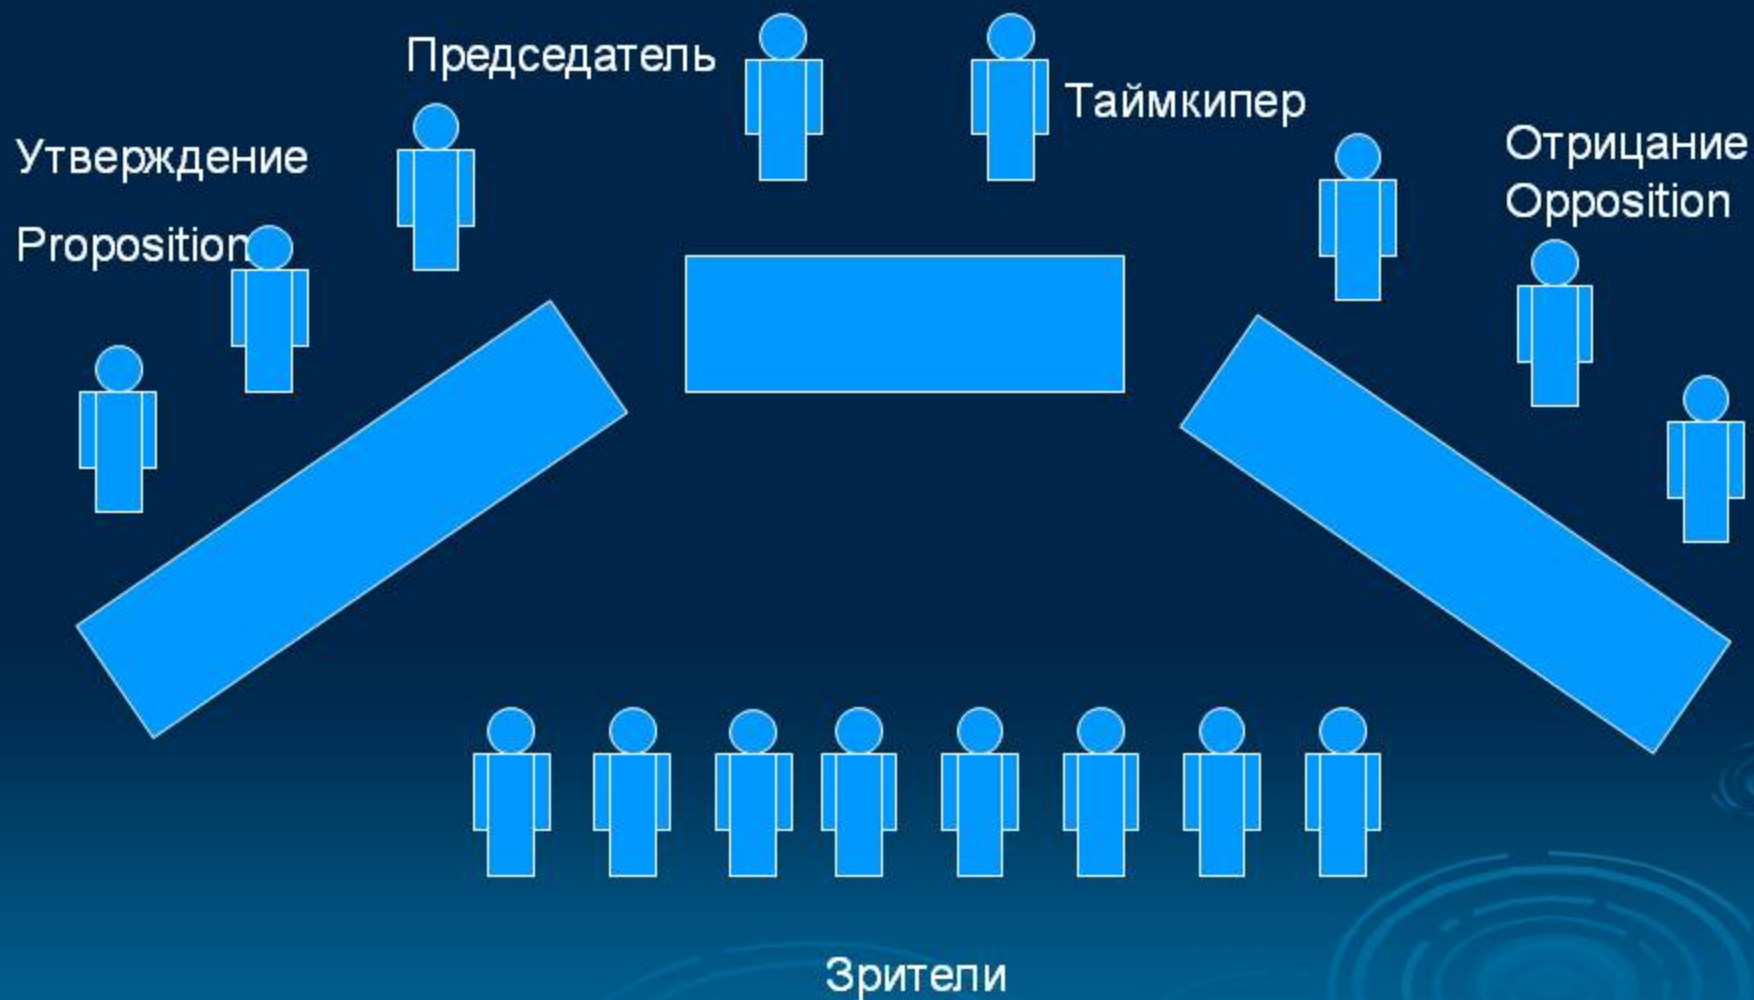 Председатель
Таймкипер
Утверждение
Proposition
Отрицание
Opposition
Зрители